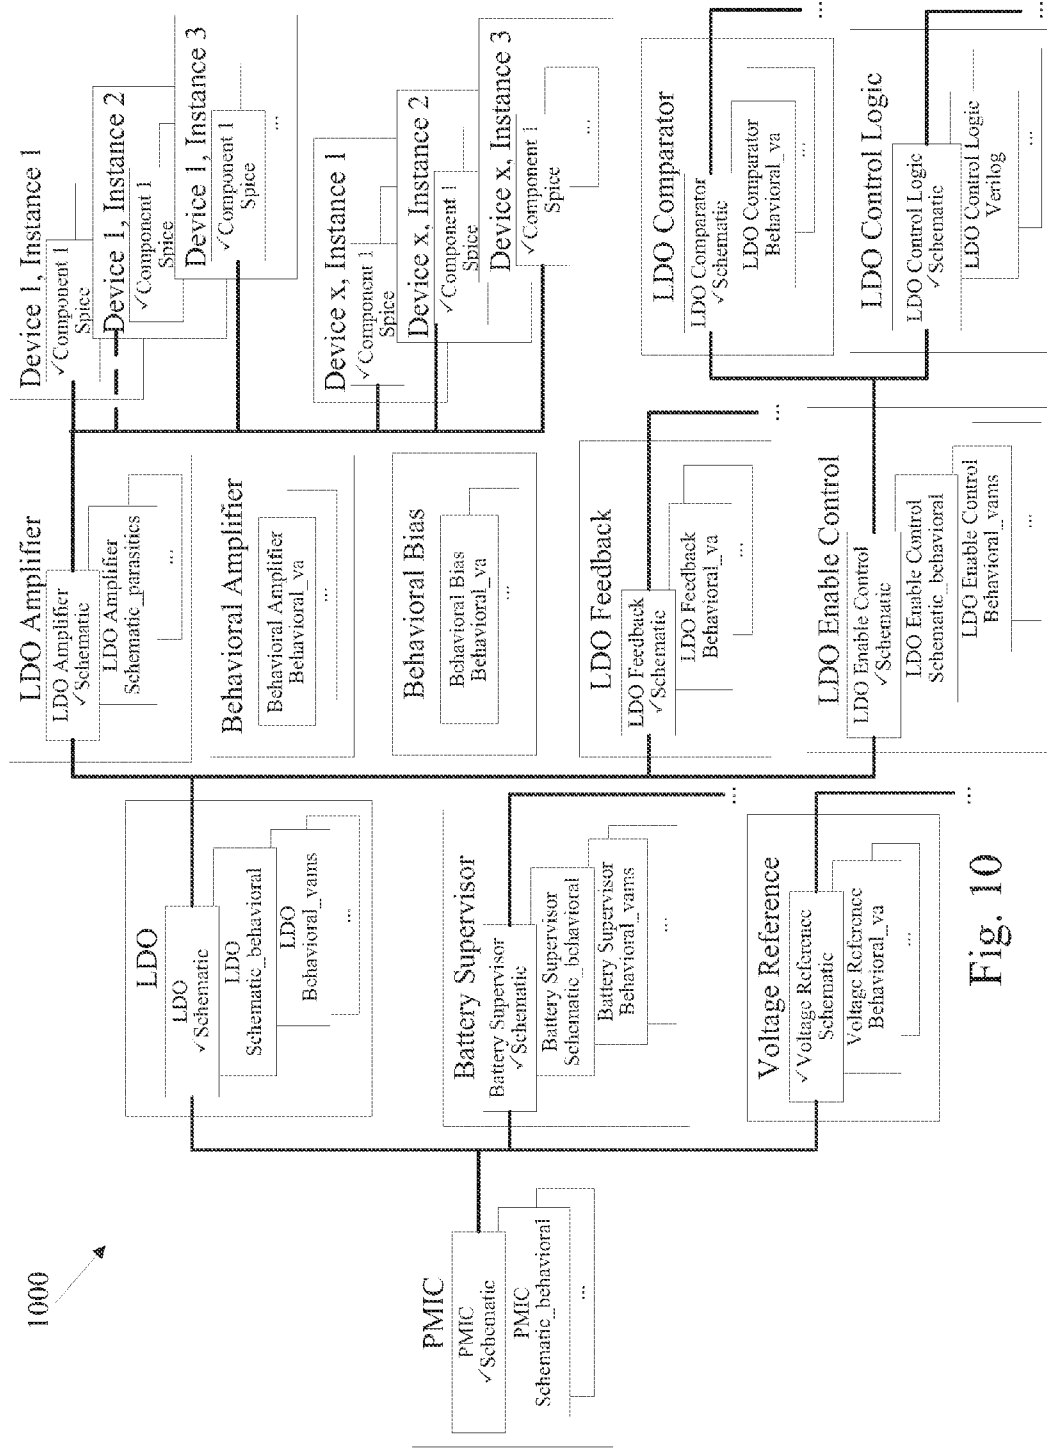 1000
PMIC
PMIC
✓Schematic
PMIC
Schematic_behavioral
...
LDO
LDO
✓Schematic
LDO
Schematic_behavioral
LDO
Behavioral_vams
...
Battery Supervisor
Battery Supervisor
✓Schematic
Battery Supervisor
Schematic_behavioral
Battery Supervisor
Behavioral_vams
...
...
Voltage Reference
✓Voltage Reference
Schematic
Voltage Reference
Behavioral_va
...
...
LDO Amplifier
LDO Amplifier
✓Schematic
LDO Amplifier
Schematic_parasitics
...
Behavioral Amplifier
Behavioral Amplifier
Behavioral_va
...
Behavioral Bias
Behavioral Bias
Behavioral_va
...
LDO Feedback
LDO Feedback
✓Schematic
LDO Feedback
Behavioral_va
...
...
LDO Enable Control
LDO Enable Control
✓Schematic
LDO Enable Control
Schematic_behavioral
LDO Enable Control
Behavioral_vams
...
Device 1, Instance 1
✓Component 1
Spice
Device 1, Instance 2
✓Component 1
Spice
Device 1, Instance 3
✓Component 1
Spice
...
Device x, Instance 1
✓Component 1
Spice
Device x, Instance 2
✓Component 1
Spice
Device x, Instance 3
✓Component 1
Spice
...
LDO Comparator
LDO Comparator
✓Schematic
LDO Comparator
Behavioral_va
...
...
LDO Control Logic
LDO Control Logic
✓Schematic
LDO Control Logic
Verilog
...
...
Fig. 10